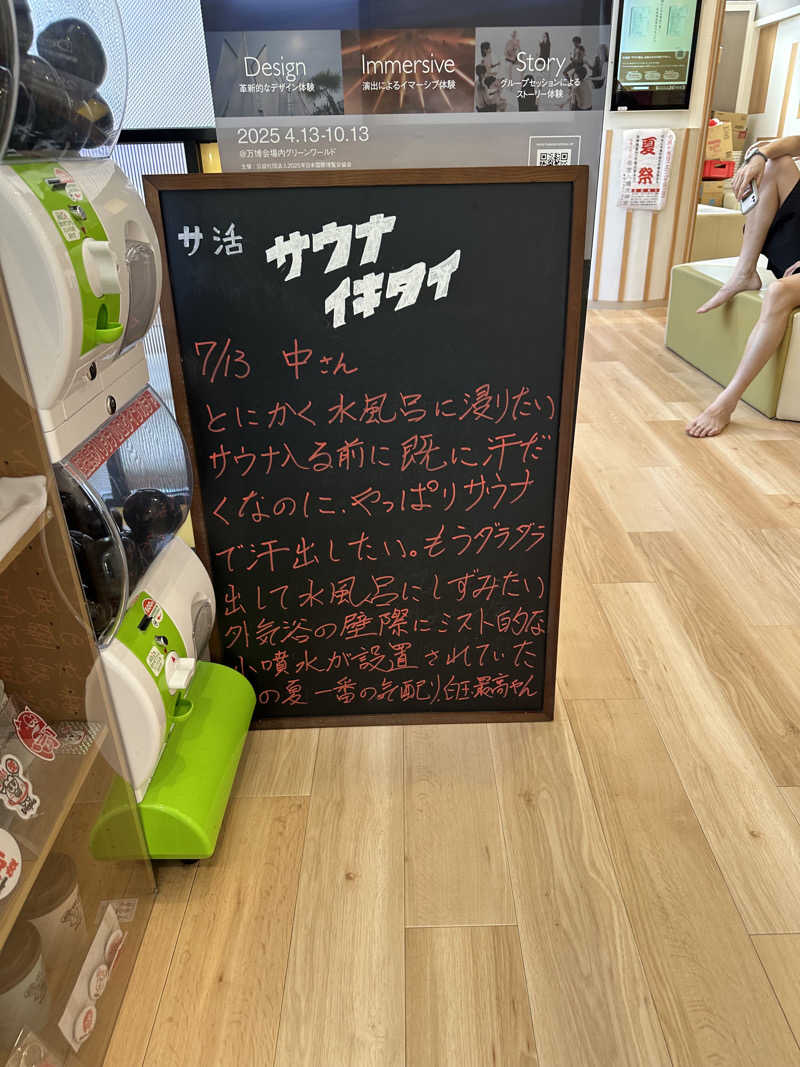 Design
革新的なデザイン体験
Immersive
演出によるイマーシブ体験
Story
グループセッションによる
ストーリー体験
2025 4.13-10.13
@万博会場内グリーンワールド
夏
祭
サ活
サウナ
イキタイ
7/13 中さん
とにかく水風呂に浸りたい
サウナ入る前に既に汗だ
くなのに、やっぱりサウナ
で汗出したい。もうダラダラ
出して水風呂にしずみたい
外気浴の壁際にミスト的な
小噴水が設置されていた
の夏一番の気配り、白玉最高やん